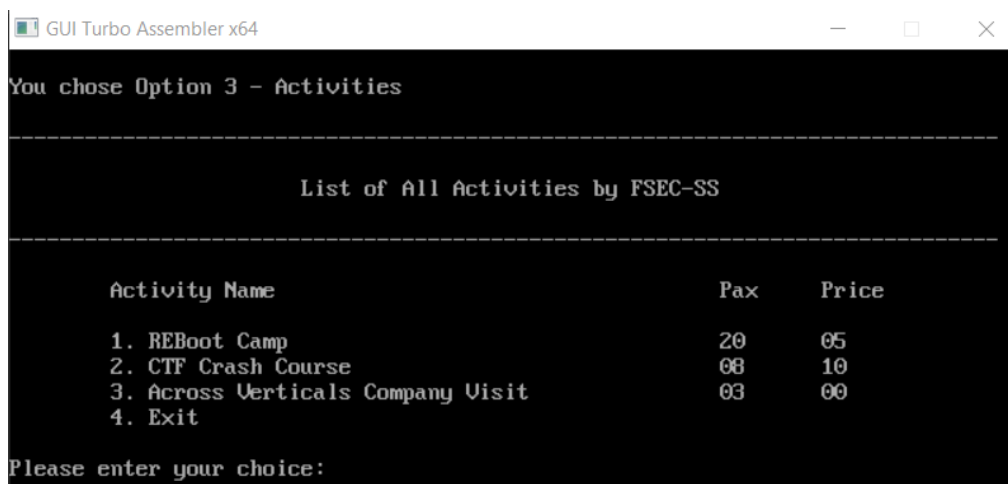 GUI Turbo Assembler x64
You chose Option 3 - Activities
List of All Activities by FSEC-SS
Activity Name Pax Price
1. REBoot Camp 20 05
2. CTF Crash Course 08 10
3. Across Verticals Company Visit 03 00
4. Exit
Please enter your choice: